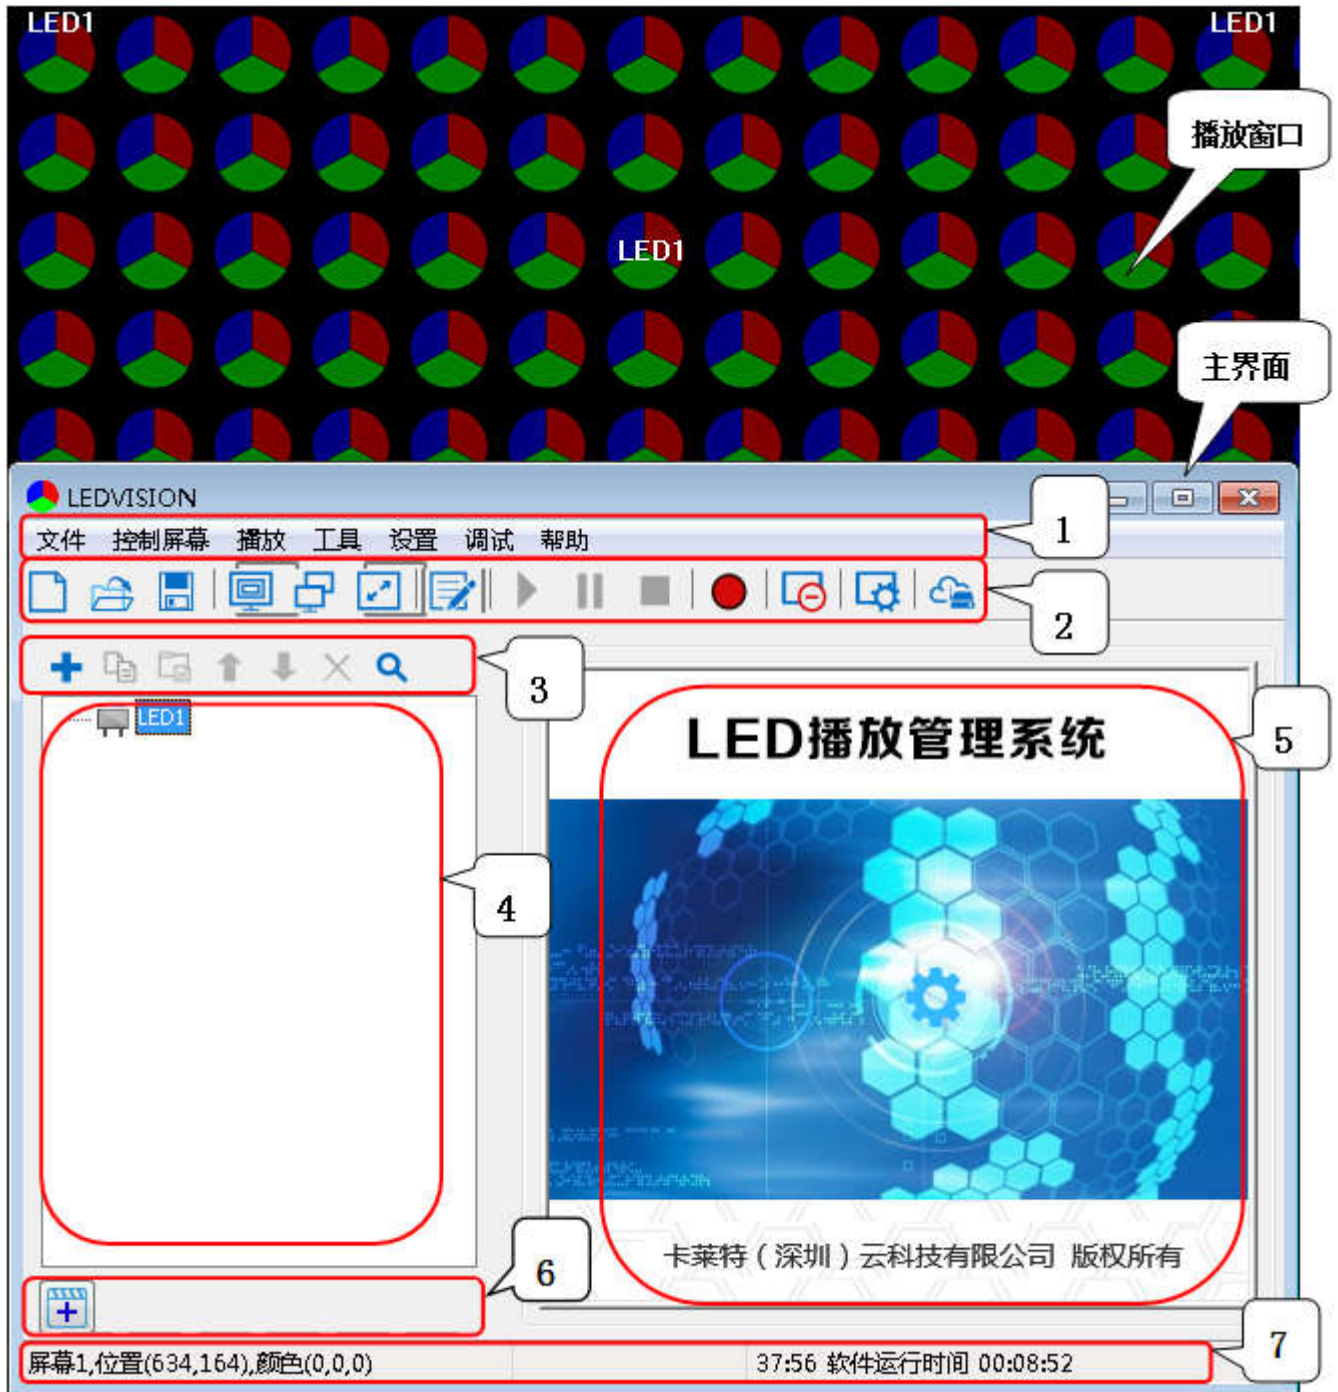 LED1 LED1
播放窗口
LED1
主界面
LEDVISION
1
文件 控制屏幕 播放 工具 设置 调试 帮助
2
3
LED1
LED播放管理系统
5
4
卡莱特（深圳）云科技有限公司 版权所有
6
屏幕1,位置(634,164),颜色(0,0,0) 37:56 软件运行时间 00:08:52
7